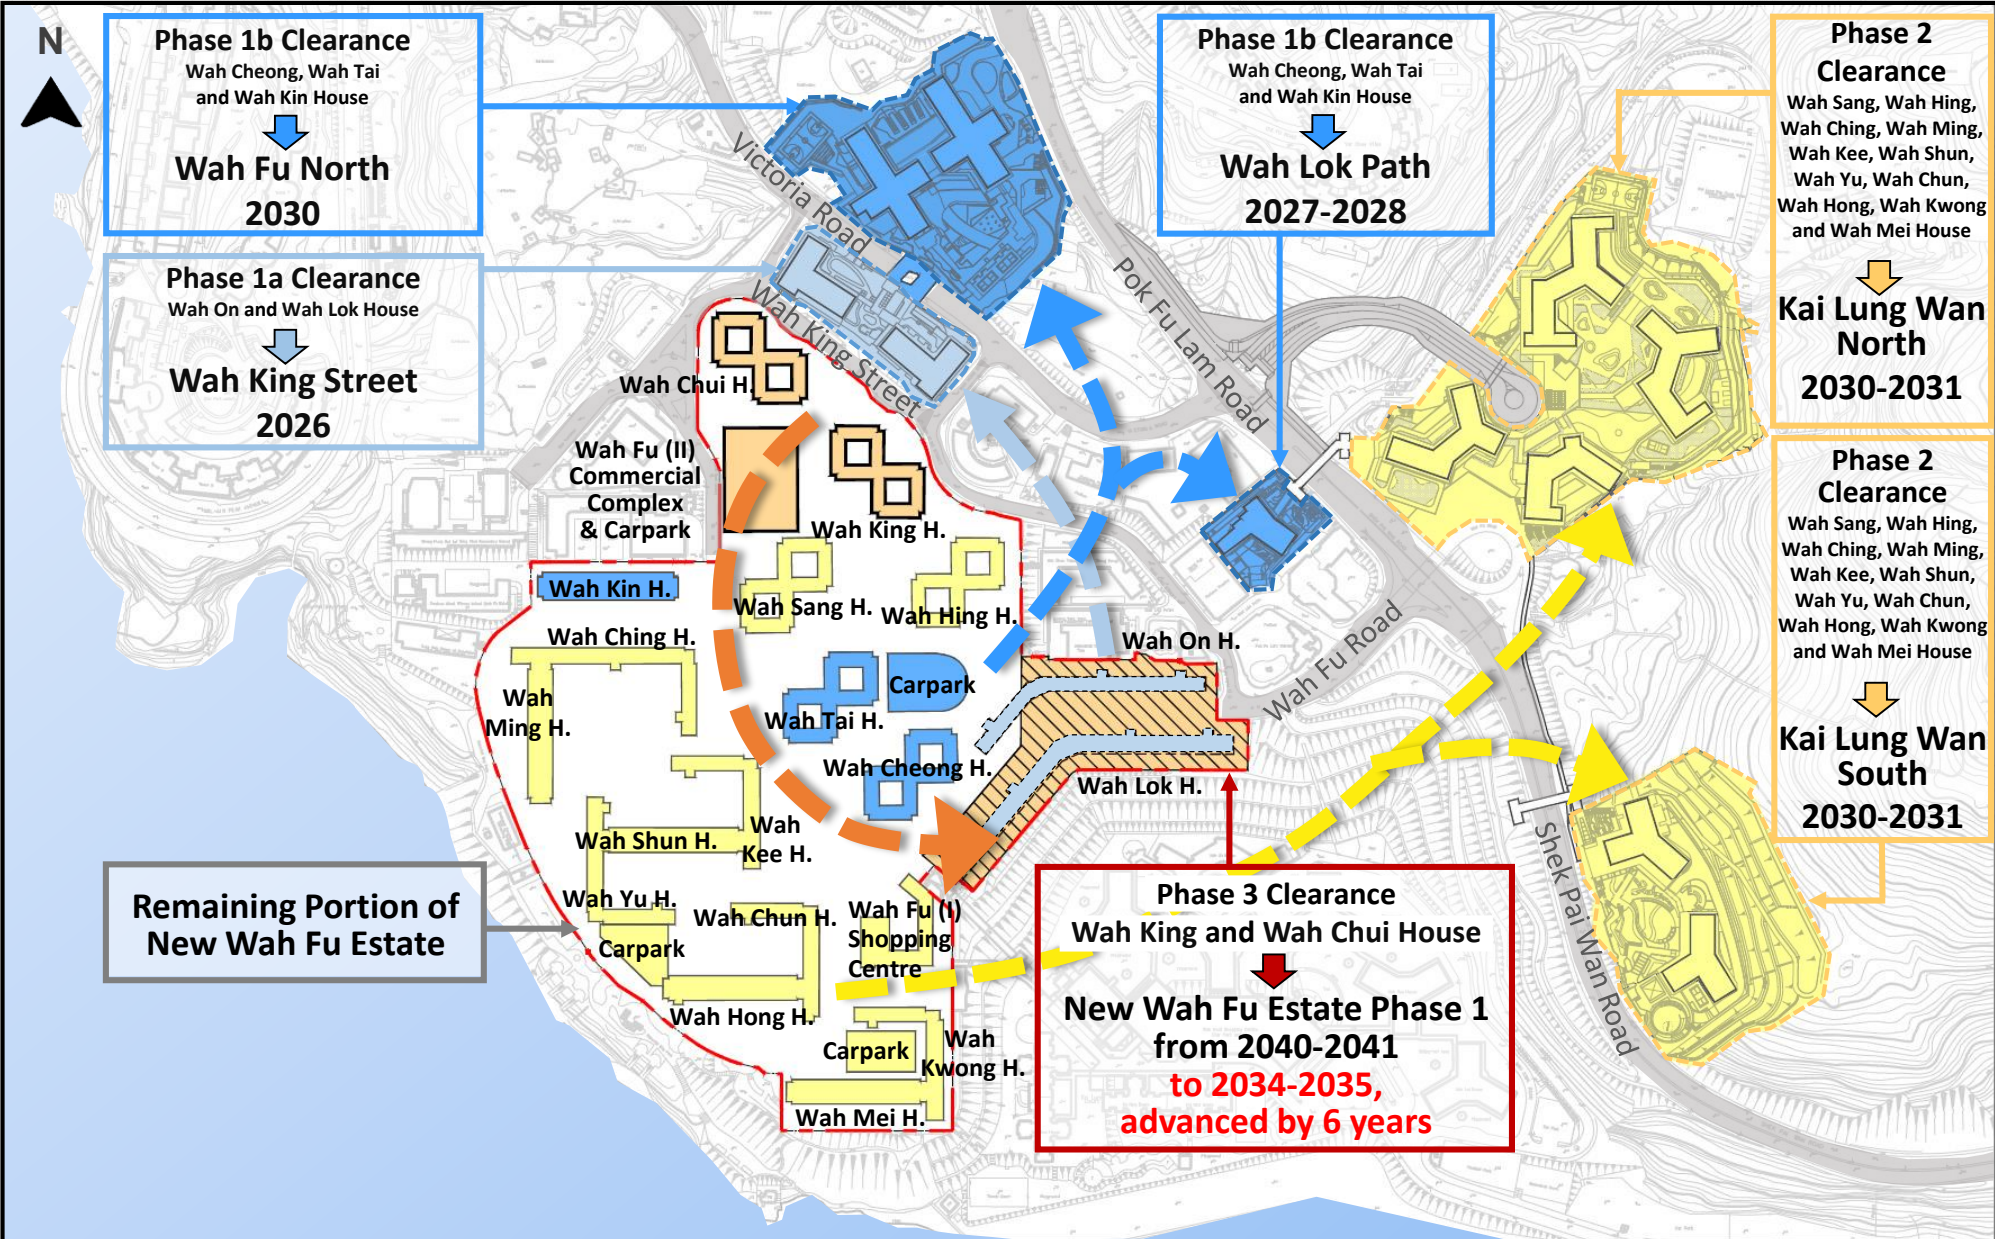 N
Phase 1b Clearance
Wah Cheong, Wah Tai
and Wah Kin House
Wah Fu North
2030
Phase 1a Clearance
Wah On and Wah Lok House
Wah King Street
2026
Phase 1b Clearance
Wah Cheong, Wah Tai
and Wah Kin House
Wah Lok Path
2027-2028
Phase 2
Clearance
Wah Sang, Wah Hing,
Wah Ching, Wah Ming,
Wah Kee, Wah Shun,
Wah Yu, Wah Chun,
Wah Hong, Wah Kwong
and Wah Mei House
Kai Lung Wan
North
2030-2031
Phase 2
Clearance
Wah Sang, Wah Hing,
Wah Ching, Wah Ming,
Wah Kee, Wah Shun,
Wah Yu, Wah Chun,
Wah Hong, Wah Kwong
and Wah Mei House
Kai Lung Wan
South
2030-2031
Victoria Road
Wah King Street
Pok Fu Lam Road
Wah Fu Road
Shek Pai Wan Road
Wah Chui H.
Wah Fu (II)
Commercial
Complex
& Carpark
Wah King H.
Wah Kin H.
Wah Sang H.
Wah Hing H.
Wah Ching H.
Wah On H.
Wah
Ming H.
Carpark
Wah Tai H.
Wah Cheong H.
Wah Lok H.
Wah Shun H.
Wah
Kee H.
Wah Yu H.
Wah Chun H.
Wah Fu (I)
Shopping
Centre
Carpark
Wah Hong H.
Carpark
Wah
Kwong H.
Wah Mei H.
Remaining Portion of
New Wah Fu Estate
Phase 3 Clearance
Wah King and Wah Chui House
New Wah Fu Estate Phase 1
from 2040-2041
to 2034-2035,
advanced by 6 years